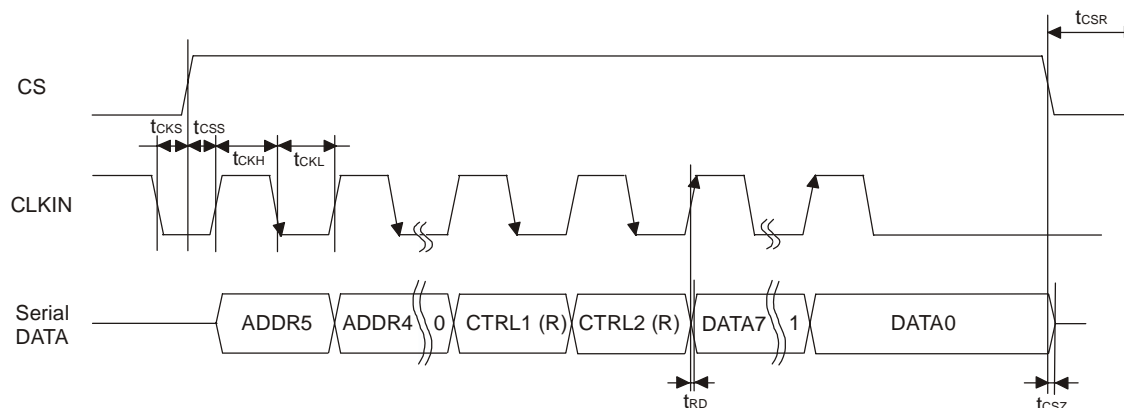 tCSR
CS
tCKS tCSS
tCKH tCKL
CLKIN
Serial DATA
ADDR5 ADDR4 0 CTRL1 (R) CTRL2 (R) DATA7 1 DATA0
tRD
tCSZ